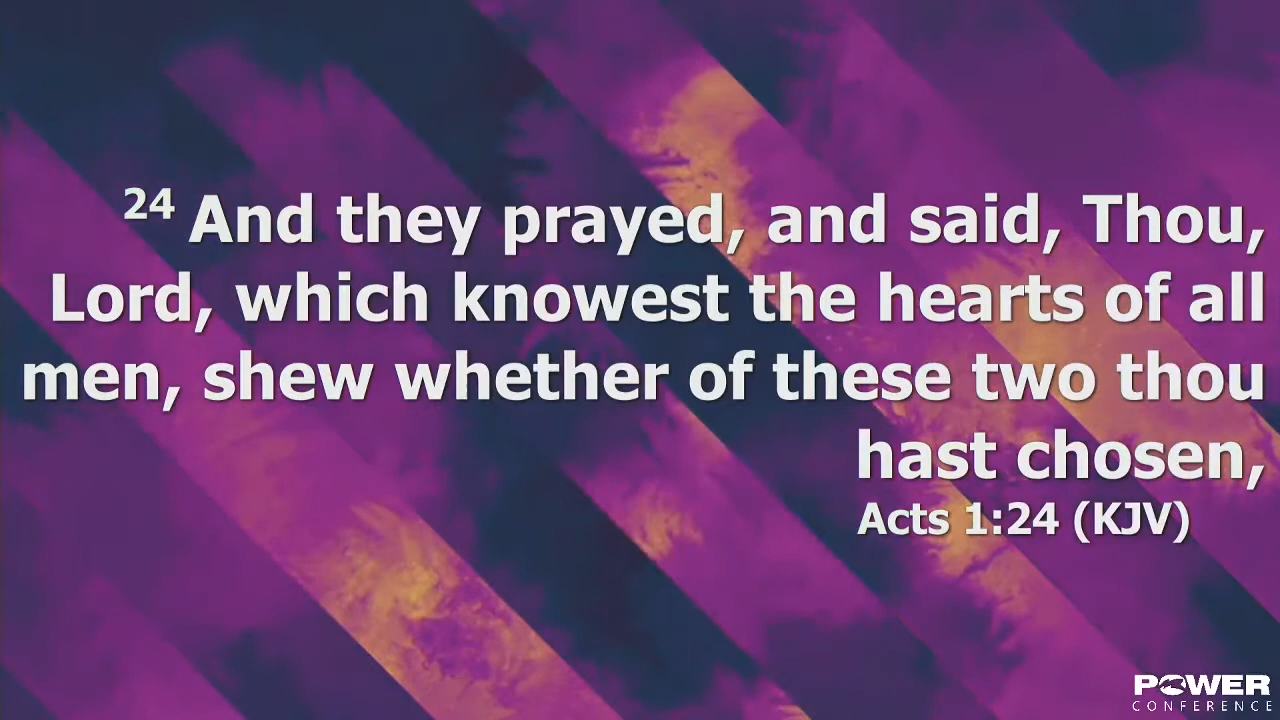 24 And they prayed, and said, Thou,
Lord, which knowest the hearts of all
men, shew whether of these two thou
hast chosen,
Acts 1:24 (KJV)
POWER
CONFERENCE